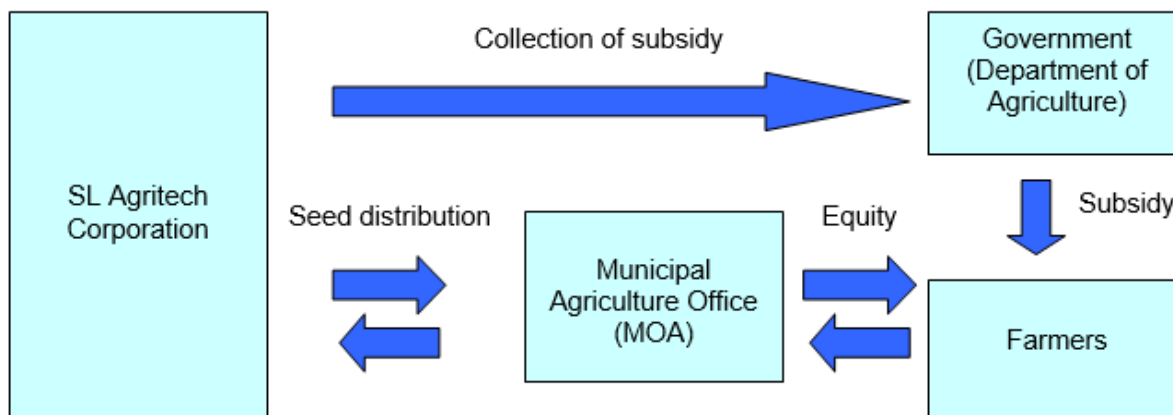 Collection of subsidy
Government
(Department of
Agriculture)
SL Agritech
Corporation
Seed distribution
Equity
Subsidy
Municipal
Agriculture Office
(MOA)
Farmers